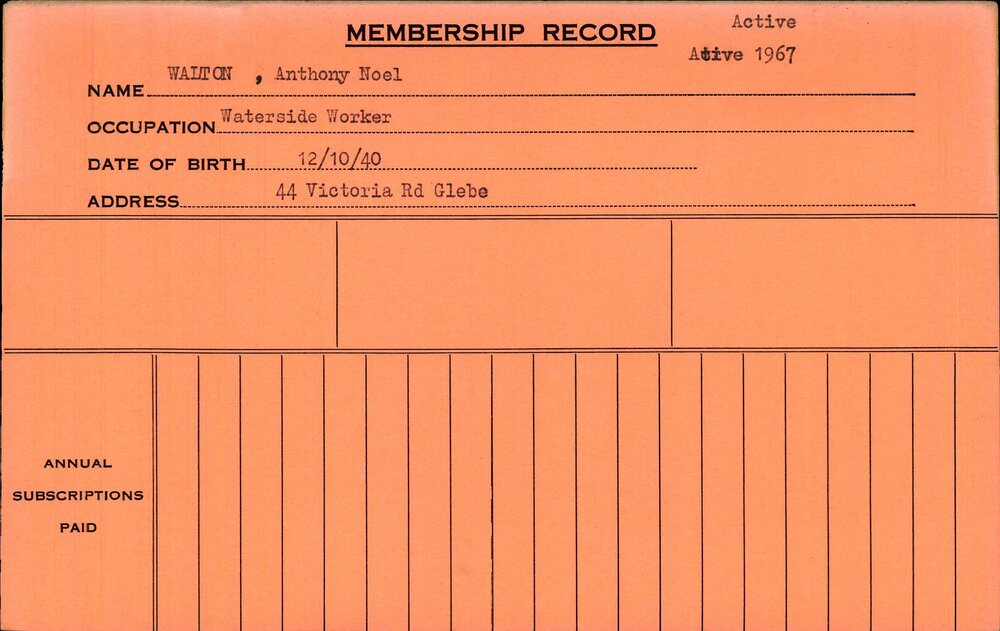 MEMBERSHIP RECORD
Active
Ative 1967
NAME WALTON , Anthony Noel
OCCUPATION Waterside Worker
DATE OF BIRTH 12/10/40
ADDRESS 44 Victoria Rd Glebe
ANNUAL
SUBSCRIPTIONS
PAID